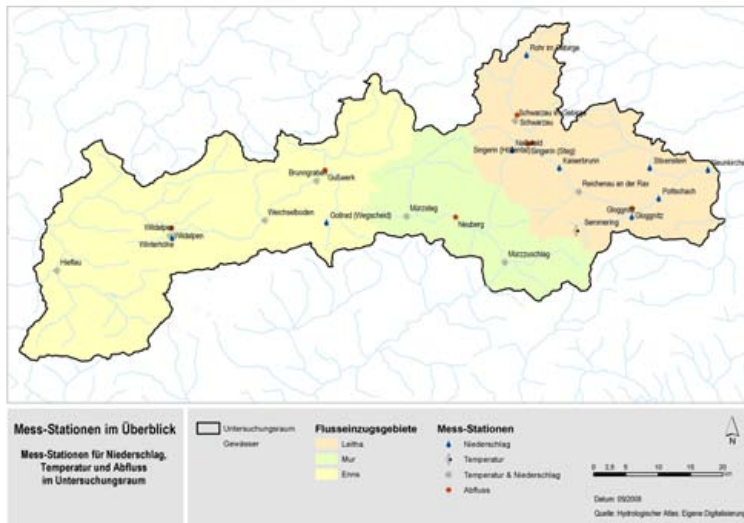 Rohr im Gebirge
Schwarzau im Gebirge
Schwarzau
Naßwald
Singerin (Höllental)
Singerin (Steg)
Kaiserbrunn
Stixenstein
Neunkirchen
Brunngraben
Gußwerk
Reichenau an der Rax
Pottschach
Wildalpen
Weichselboden
Gollrad (Wegscheid)
Mürzsteg
Neuberg
Gloggnitz
Gloggnitz
Wildalpen
Winterhöhe
Semmering
Hieflau
Mürzzuschlag
Mess-Stationen im Überblick
Mess-Stationen für Niederschlag,
Temperatur und Abfluss
im Untersuchungsraum
Untersuchungsraum
Gewässer
Flusseinzugsgebiete
Leitha
Mur
Enns
Mess-Stationen
Niederschlag
Temperatur
Temperatur & Niederschlag
Abfluss
N
0 2,5 5 10 15 20
Datum: 09/2008
Quelle: Hydrologischer Atlas; Eigene Digitalisierung